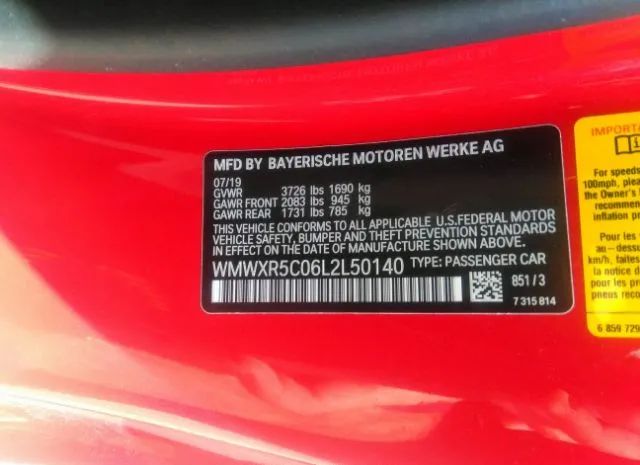 MFD BY BAYERISCHE MOTOREN WERKE AG
07/19
GVWR 3726 lbs 1690 kg
GAWR FRONT 2083 lbs 945 kg
GAWR REAR 1731 lbs 785 kg
THIS VEHICLE CONFORMS TO ALL APPLICABLE U.S.FEDERAL MOTOR
VEHICLE SAFETY, BUMPER AND THEFT PREVENTION STANDARDS
IN EFFECT ON THE DATE OF MANUFACTURE SHOWN ABOVE.
WMWXR5C06L2L50140 TYPE: PASSENGER CAR
851/3
7 315 814
IMPORTA
For speeds
100mph, plea
the Owner's
recommen
inflation p
Pour les
au-dessu
km/h, faites
la notice d
pour les
pneus reco
6 859 729